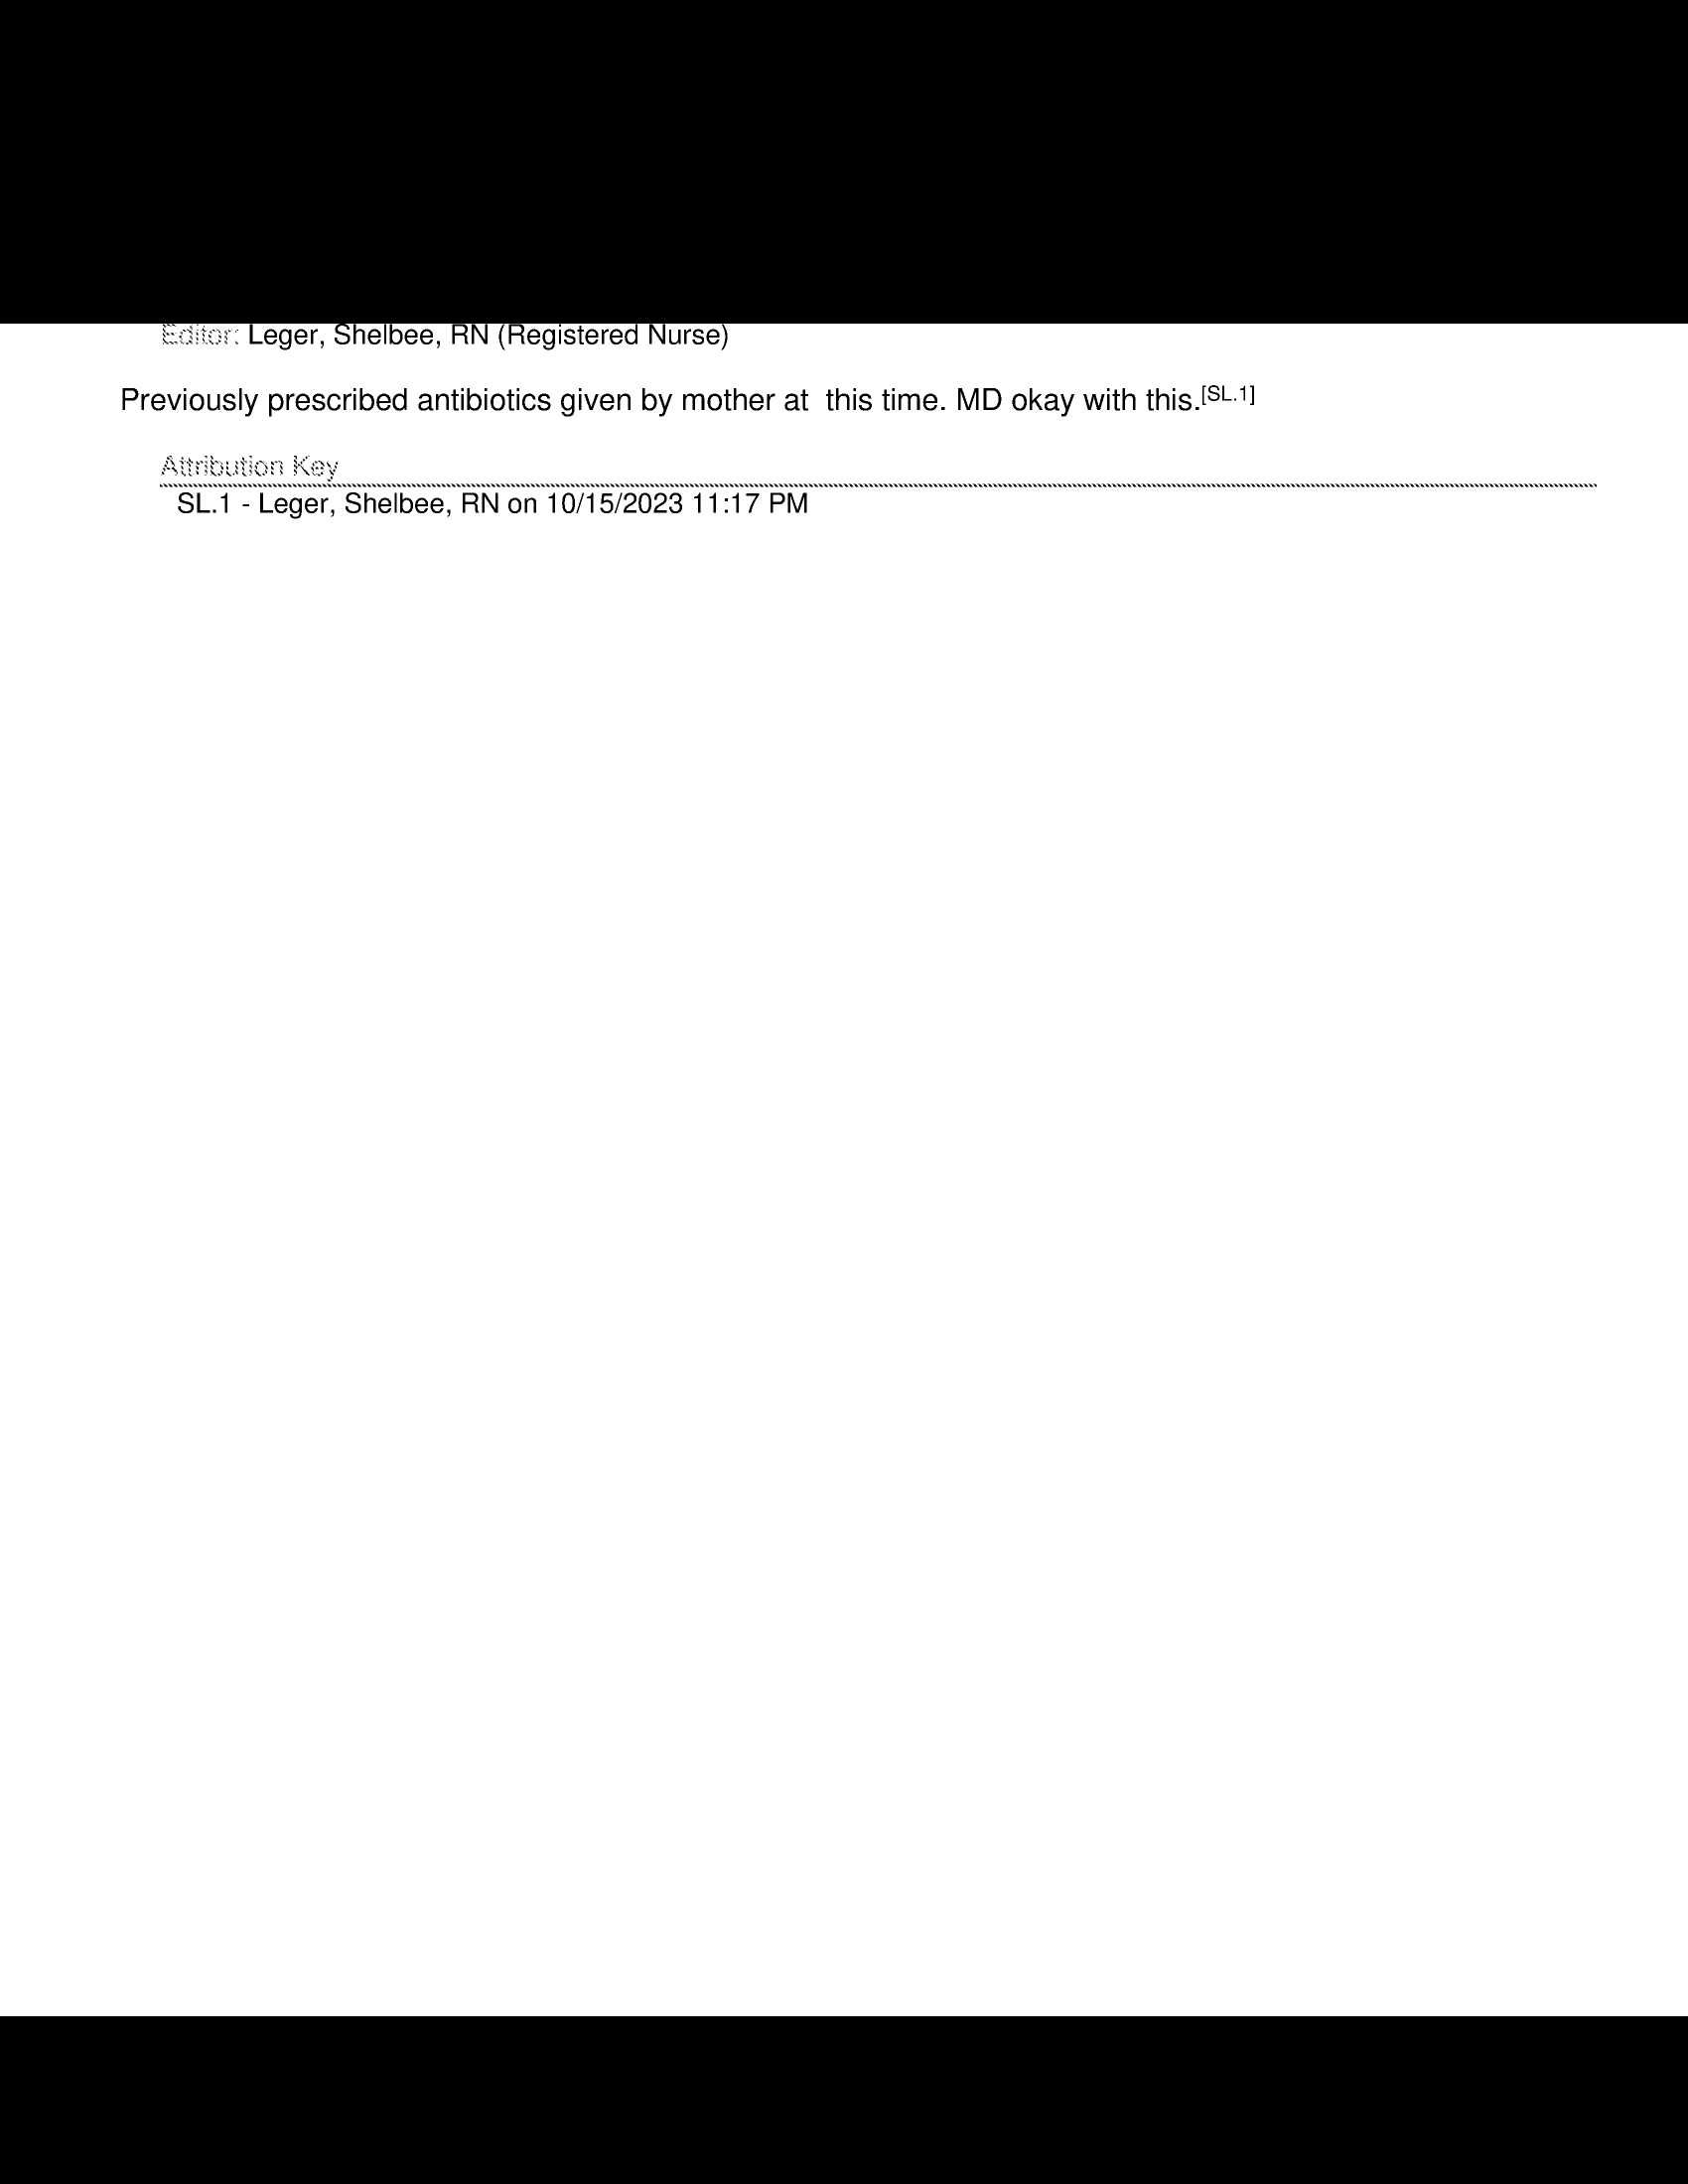 Editor: Leger, Shelbee, RN (Registered Nurse)
Previously prescribed antibiotics given by mother at  this time. MD okay with this.[SL.1]
Attribution Key
SL.1 - Leger, Shelbee, RN on 10/15/2023 11:17 PM